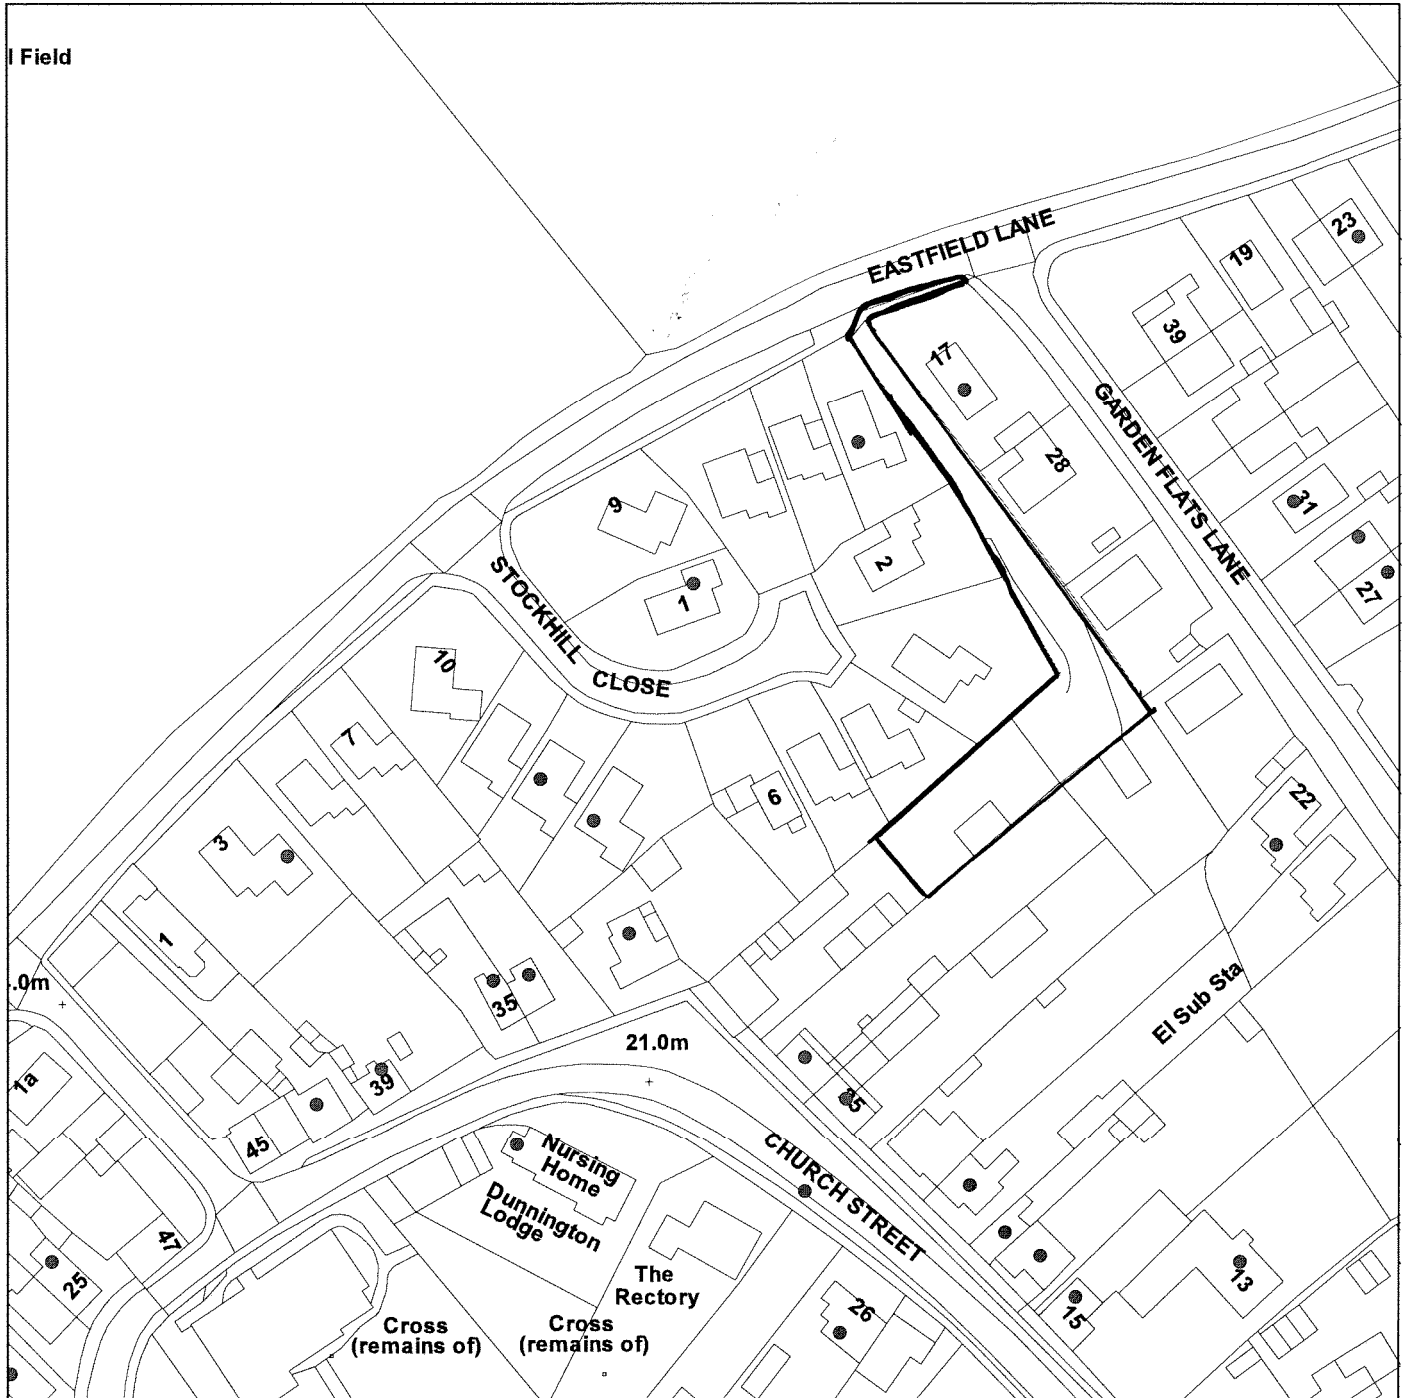 l Field
EASTFIELD LANE
23
19
39
17
GARDEN FLATS LANE
28
31
27
9
2
1
STOCKHILL CLOSE
10
7
6
22
3
1
.0m
35
El Sub Sta
21.0m
1a
39
45
Nursing
Home
Dunnington
Lodge
CHURCH STREET
47
25
The
Rectory
26
15
13
Cross
(remains of)
Cross
(remains of)